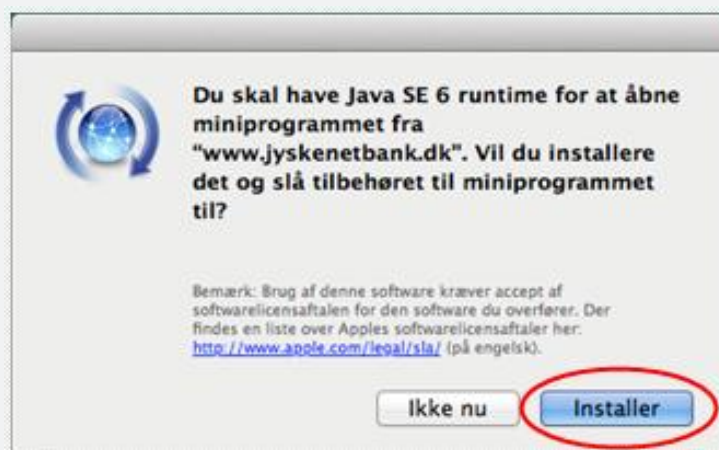 Du skal have Java SE 6 runtime for at åbne
miniprogrammet fra
“www.jyskenetbank.dk”. Vil du installere
det og slå tilbehøret til miniprogrammet
til?
Bemærk: Brug af denne software kræver accept af
softwarelicensaftalen for den software du overfører. Der
findes en liste over Apples softwarelicensaftaler her:
http://www.apple.com/legal/sla/ (på engelsk).
Ikke nu
Installer